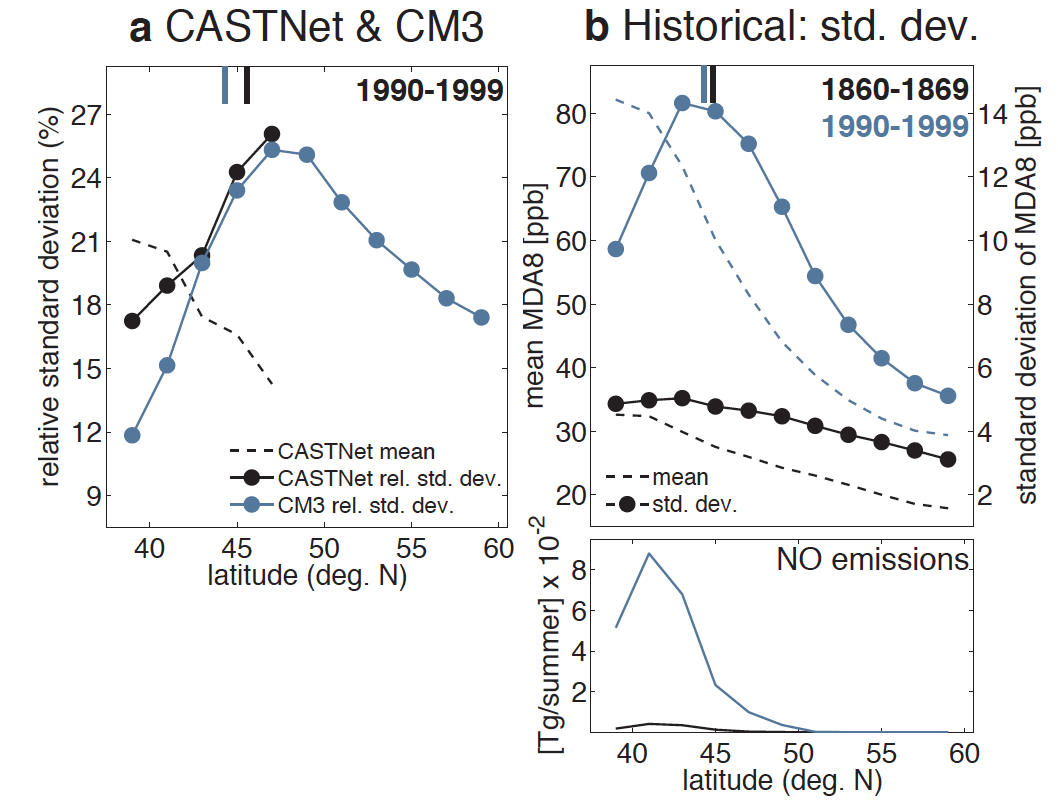 a CASTNet & CM3
1990-1999
relative standard deviation (%)
27
24
21
18
15
12
9
CASTNet mean
CASTNet rel. std. dev.
CM3 rel. std. dev.
40 45 50 55 60
latitude (deg. N)
b Historical: std. dev.
1860-1869
1990-1999
mean MDA8 [ppb]
80
70
60
50
40
30
20
standard deviation of MDA8 [ppb]
14
12
10
8
6
4
2
mean
std. dev.
NO emissions
[Tg/summer] x 10-2
8
6
4
2
40 45 50 55 60
latitude (deg. N)